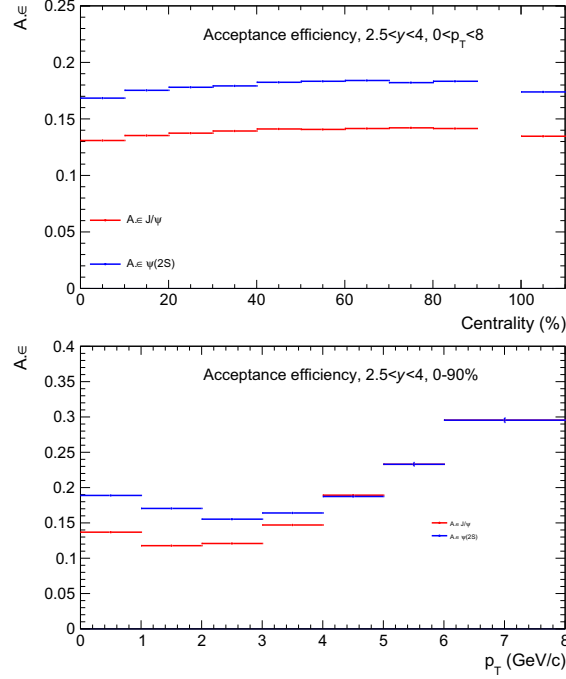 A.∈
Acceptance efficiency, 2.5<y<4, 0<p_T<8
0.25
0.2
0.15
0.1
0.05
0
A.∈ J/ψ
A.∈ ψ(2S)
0 20 40 60 80 100
Centrality (%)
A.∈
Acceptance efficiency, 2.5<y<4, 0-90%
0.4
0.35
0.3
0.25
0.2
0.15
0.1
0.05
0
A.∈ J/ψ
A.∈ ψ(2S)
0 1 2 3 4 5 6 7 8
p_T (GeV/c)